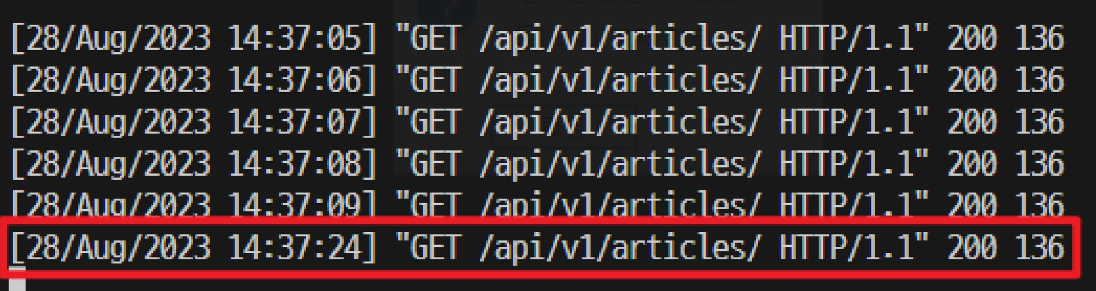 [28/Aug/2023 14:37:05] "GET /api/v1/articles/ HTTP/1.1" 200 136
[28/Aug/2023 14:37:06] "GET /api/v1/articles/ HTTP/1.1" 200 136
[28/Aug/2023 14:37:07] "GET /api/v1/articles/ HTTP/1.1" 200 136
[28/Aug/2023 14:37:08] "GET /api/v1/articles/ HTTP/1.1" 200 136
[28/Aug/2023 14:37:09] "GET /api/v1/articles/ HTTP/1.1" 200 136
[28/Aug/2023 14:37:24] "GET /api/v1/articles/ HTTP/1.1" 200 136